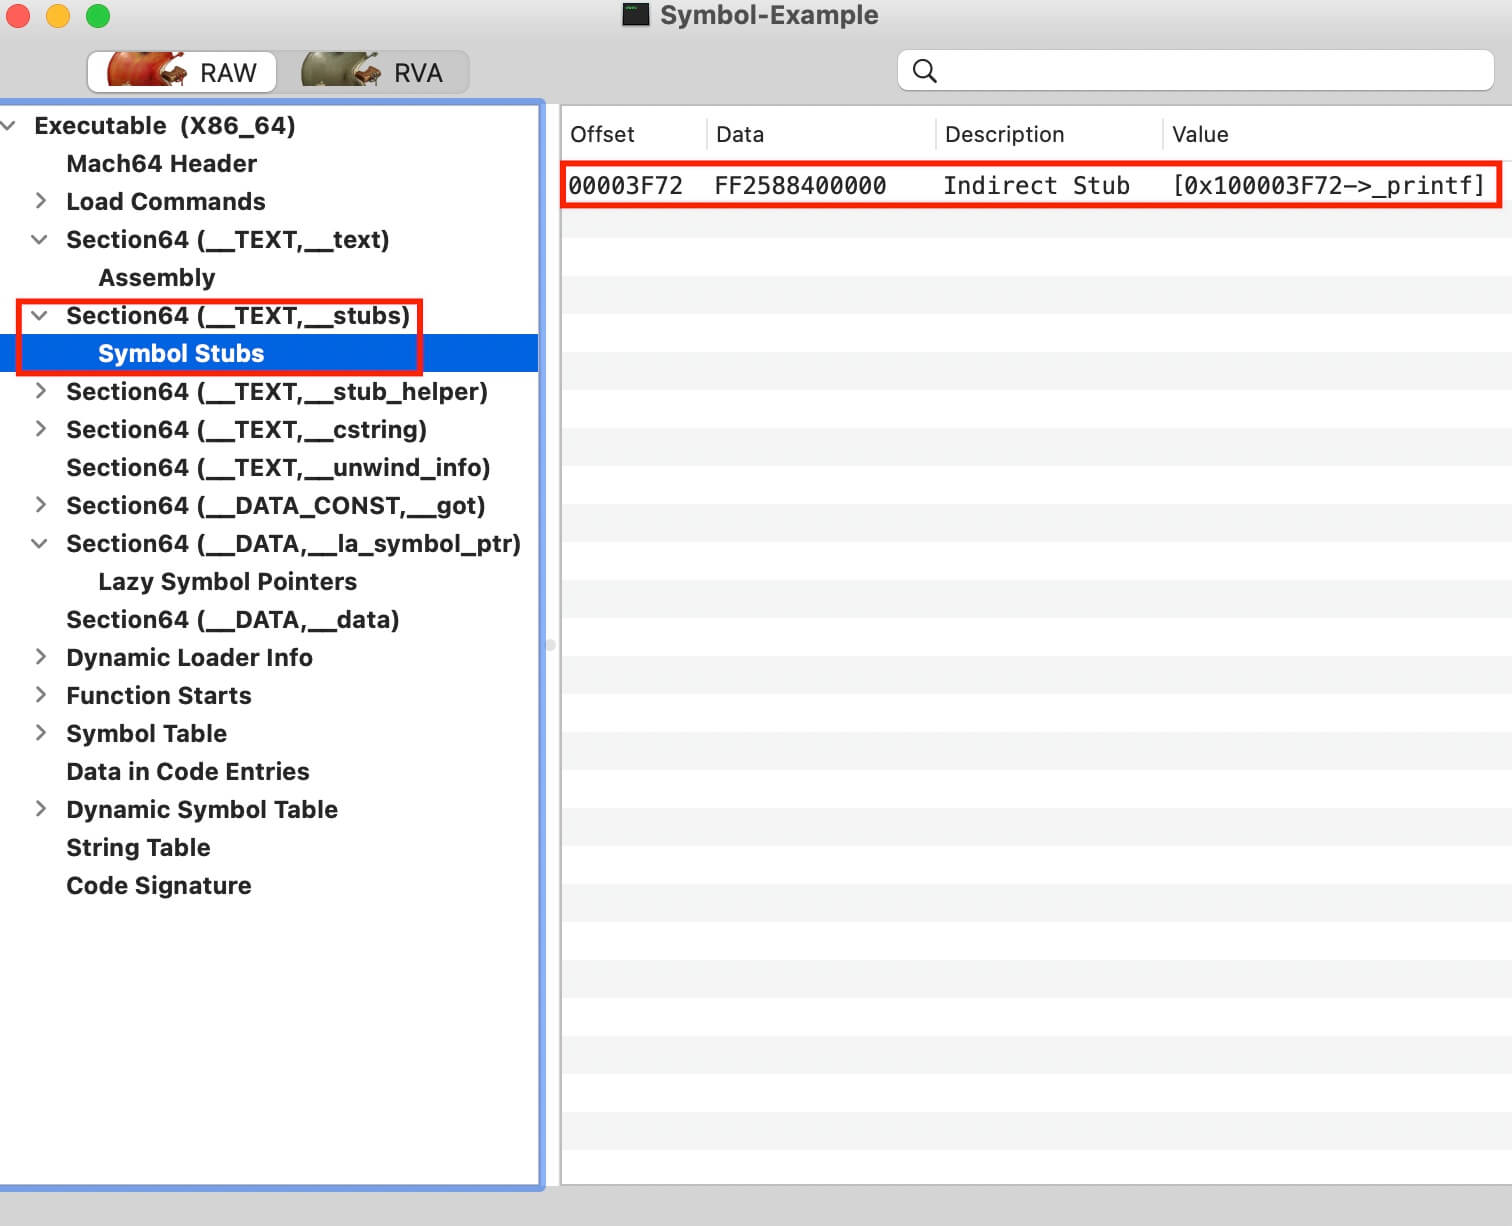 Symbol-Example
RAW RVA
Executable (X86_64)
Mach64 Header
Load Commands
Section64 (__TEXT,__text)
Assembly
Section64 (__TEXT,__stubs)
Symbol Stubs
Section64 (__TEXT,__stub_helper)
Section64 (__TEXT,__cstring)
Section64 (__TEXT,__unwind_info)
Section64 (__DATA_CONST,__got)
Section64 (__DATA,__la_symbol_ptr)
Lazy Symbol Pointers
Section64 (__DATA,__data)
Dynamic Loader Info
Function Starts
Symbol Table
Data in Code Entries
Dynamic Symbol Table
String Table
Code Signature
Offset Data Description Value
00003F72 FF2588400000 Indirect Stub [0x100003F72->_printf]